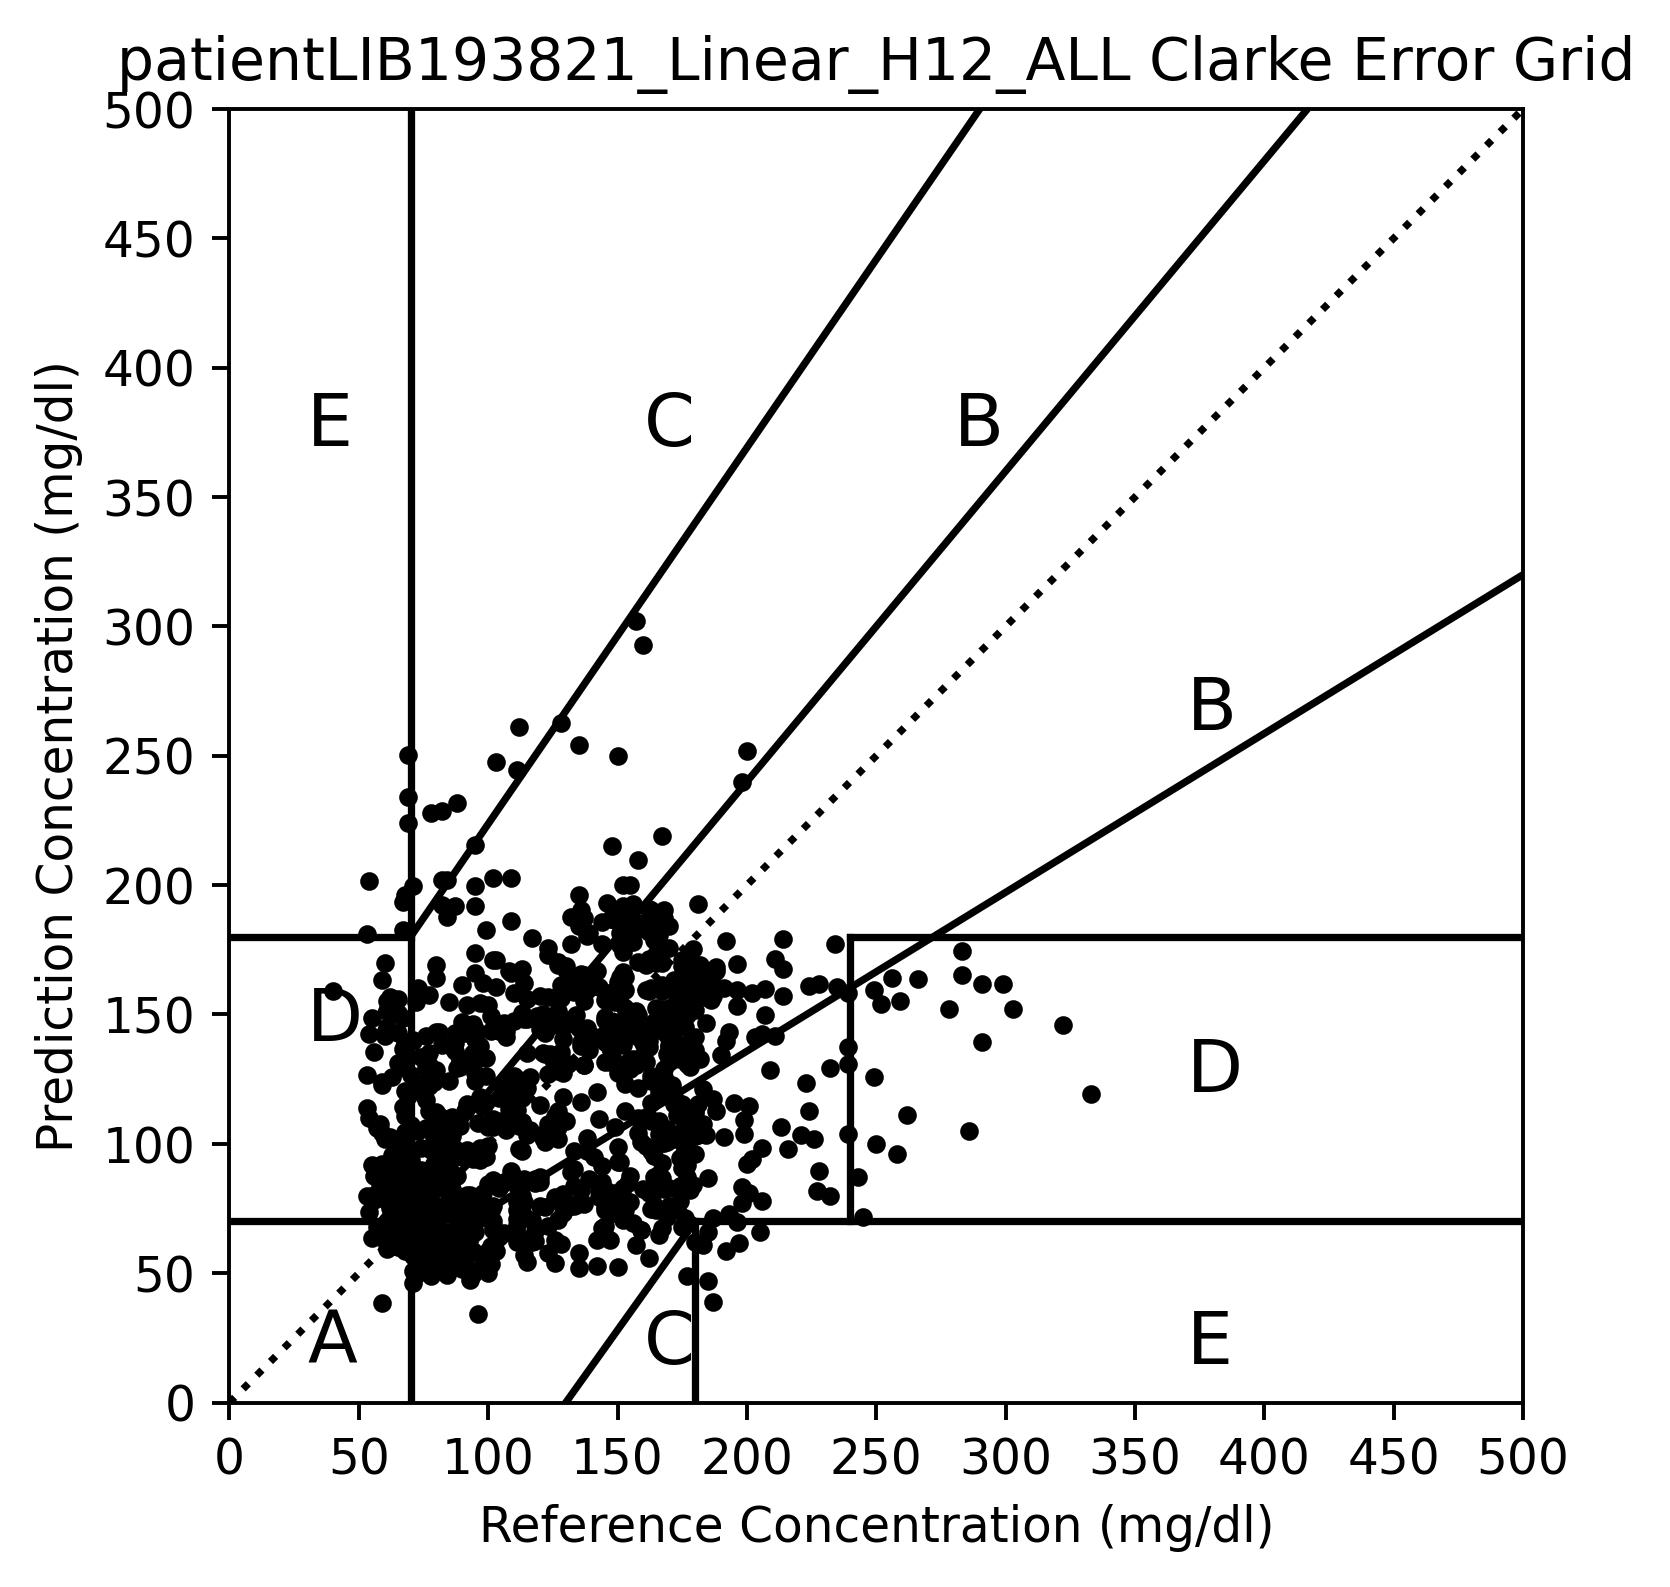 patientLIB193821_Linear_H12_ALL Clarke Error Grid
500
450
400
350
300
250
200
150
100
50
0
Prediction Concentration (mg/dl)
E
C
B
B
D
D
A
C
E
0 50 100 150 200 250 300 350 400 450 500
Reference Concentration (mg/dl)